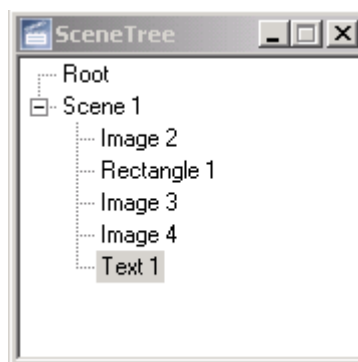 SceneTree
Root
Scene 1
Image 2
Rectangle 1
Image 3
Image 4
Text 1